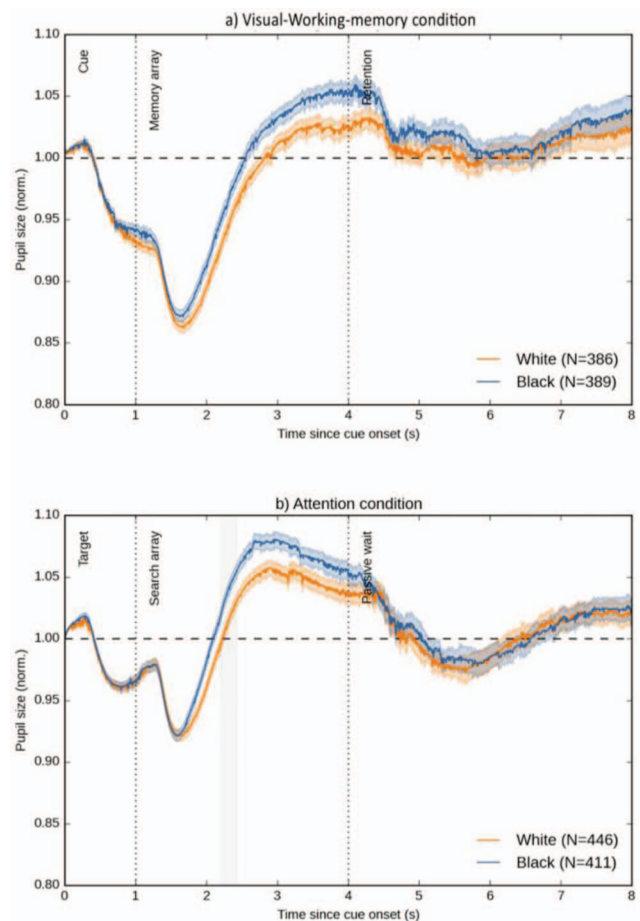 a) Visual-Working-memory condition
1.10
1.05
1.00
0.95
0.90
0.85
0.80
Pupil size (norm.)
Cue
Memory array
Retention
White (N=386)
Black (N=389)
0 1 2 3 4 5 6 7 8
Time since cue onset (s)
b) Attention condition
1.10
1.05
1.00
0.95
0.90
0.85
0.80
Pupil size (norm.)
Target
Search array
Passive wait
White (N=446)
Black (N=411)
0 1 2 3 4 5 6 7 8
Time since cue onset (s)